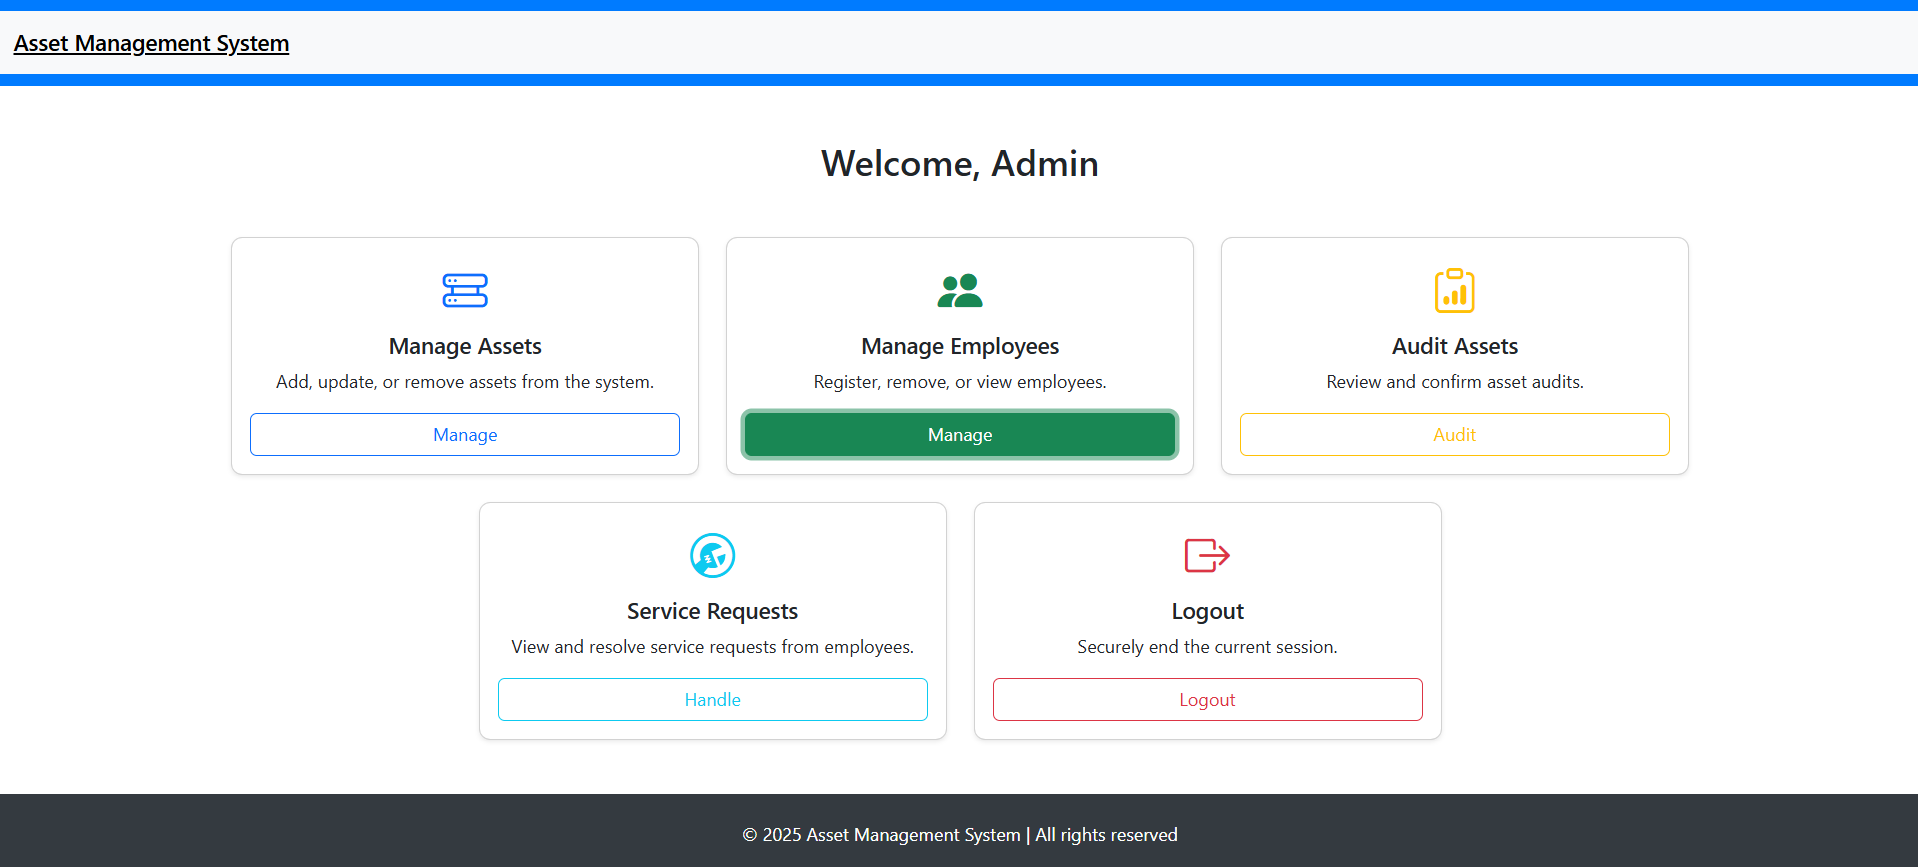 Asset Management System
Welcome, Admin
Manage Assets
Add, update, or remove assets from the system.
Manage
Manage Employees
Register, remove, or view employees.
Manage
Audit Assets
Review and confirm asset audits.
Audit
Service Requests
View and resolve service requests from employees.
Handle
Logout
Securely end the current session.
Logout
© 2025 Asset Management System | All rights reserved